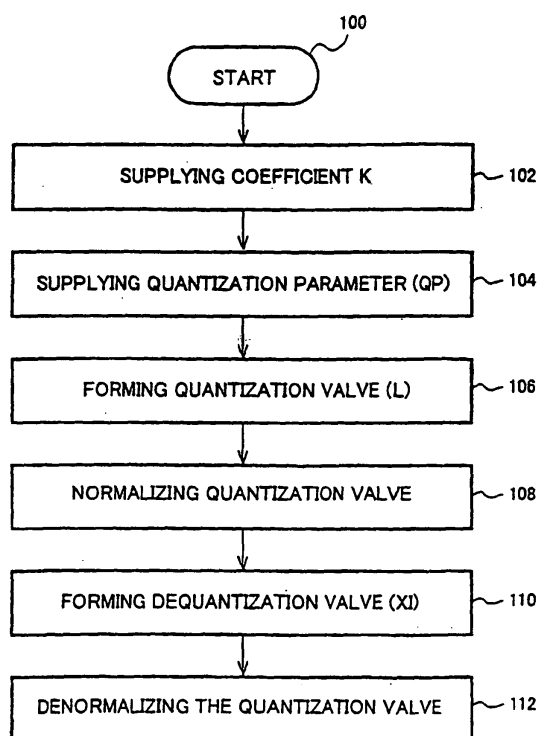 100
START
SUPPLYING COEFFICIENT K
102
SUPPLYING QUANTIZATION PARAMETER (QP)
104
FORMING QUANTIZATION VALVE (L)
106
NORMALIZING QUANTIZATION VALVE
108
FORMING DEQUANTIZATION VALVE (XI)
110
DENORMALIZING THE QUANTIZATION VALVE
112